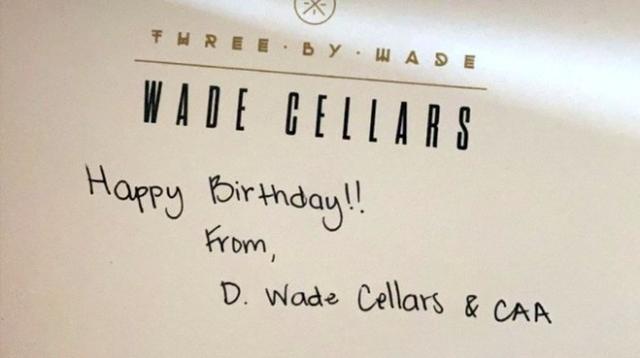 THREE · BY · WADE
WADE CELLARS
Happy Birthday!!
From,
D. Wade Cellars & CAA